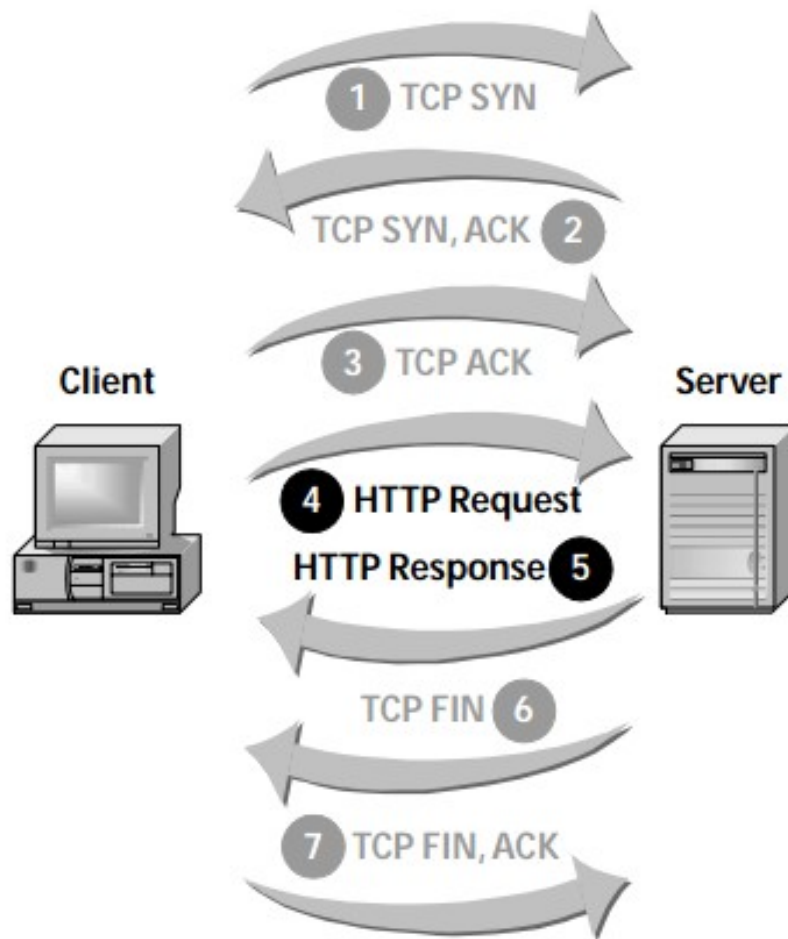 1 TCP SYN
TCP SYN, ACK 2
3 TCP ACK
Client
Server
4 HTTP Request
HTTP Response 5
TCP FIN 6
7 TCP FIN, ACK